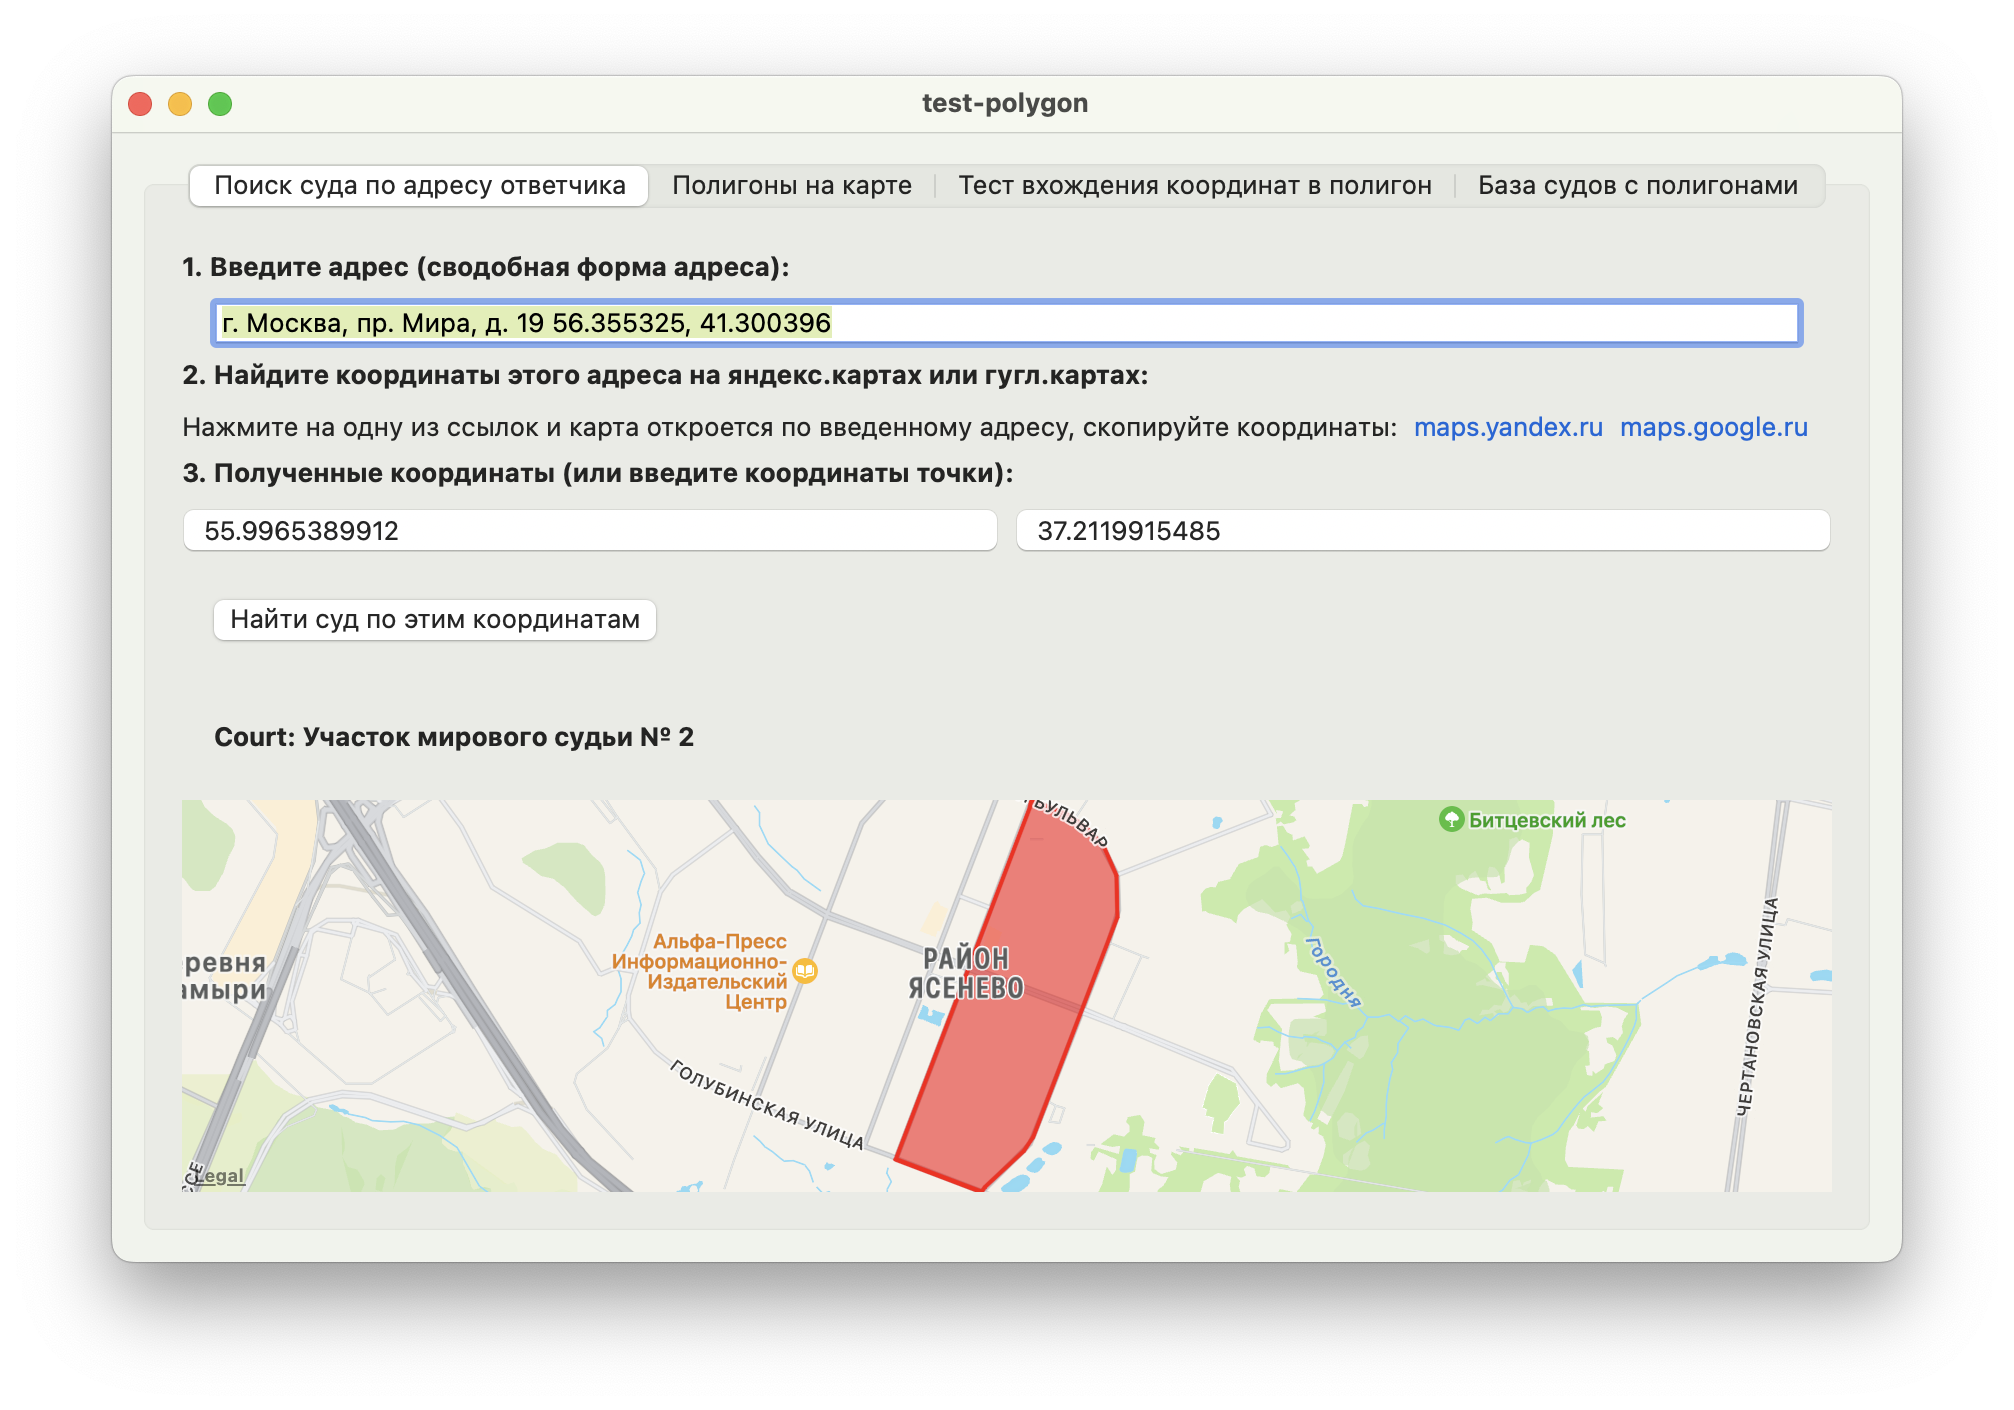 test-polygon
Поиск суда по адресу ответчика
Полигоны на карте
Тест вхождения координат в полигон
База судов с полигонами
1. Введите адрес (сводобная форма адреса):
г. Москва, пр. Мира, д. 19 56.355325, 41.300396
2. Найдите координаты этого адреса на яндекс.картах или гугл.картах:
Нажмите на одну из ссылок и карта откроется по введенному адресу, скопируйте координаты: maps.yandex.ru maps.google.ru
3. Полученные координаты (или введите координаты точки):
55.9965389912
37.2119915485
Найти суд по этим координатам
Court: Участок мирового судьи № 2
БУЛЬВАР
Битцевский лес
Альфа-Пресс
Информационно-
Издательский
Центр
РАЙОН
ЯСЕНЕВО
ревня
амыри
Городня
ЧЕРТАНОВСКАЯ УЛИЦА
ГОЛУБИНСКАЯ УЛИЦА
ССЕ
Legal